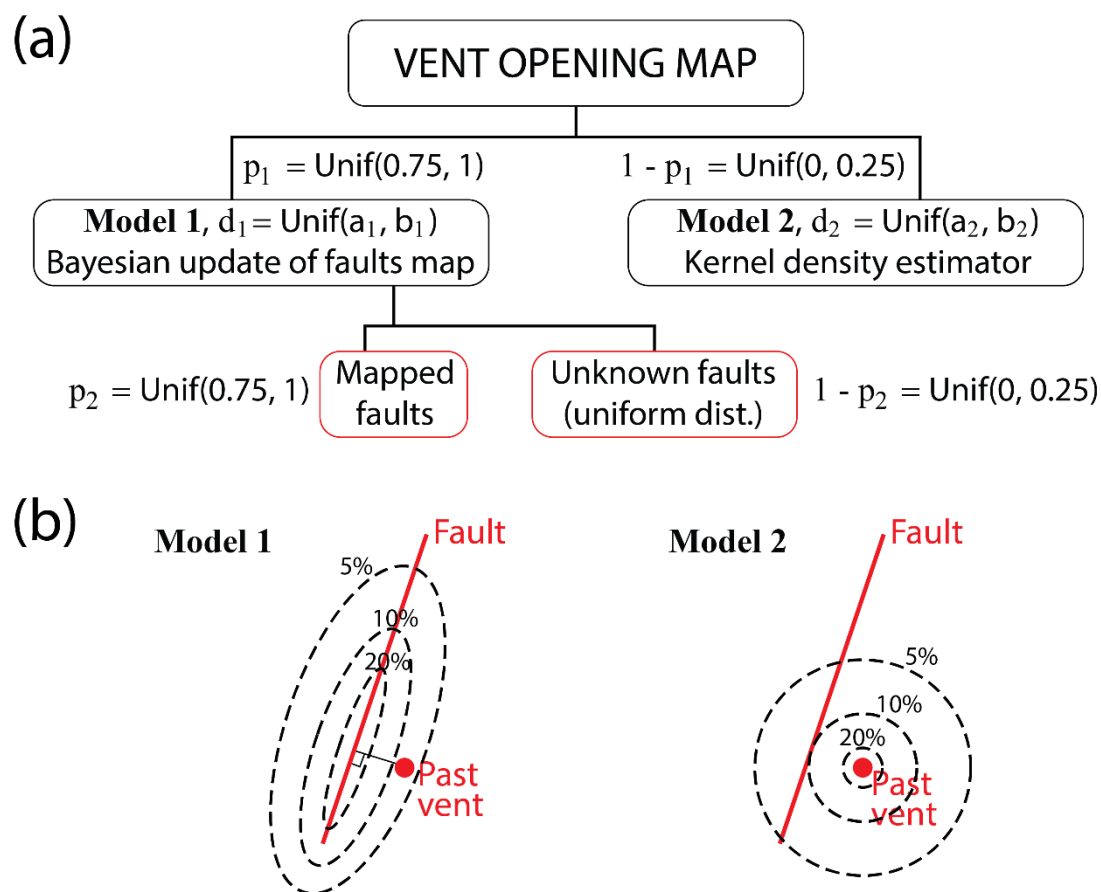 (a)
VENT OPENING MAP
p₁ = Unif(0.75, 1)
1 - p₁ = Unif(0, 0.25)
Model 1, d₁= Unif(a₁, b₁)
Bayesian update of faults map
Model 2, d₂ = Unif(a₂, b₂)
Kernel density estimator
p₂ = Unif(0.75, 1)
Mapped
faults
Unknown faults
(uniform dist.)
1 - p₂ = Unif(0, 0.25)
(b)
Model 1
Fault
5%
10%
20%
Past
vent
Model 2
Fault
5%
10%
20%
Past
vent